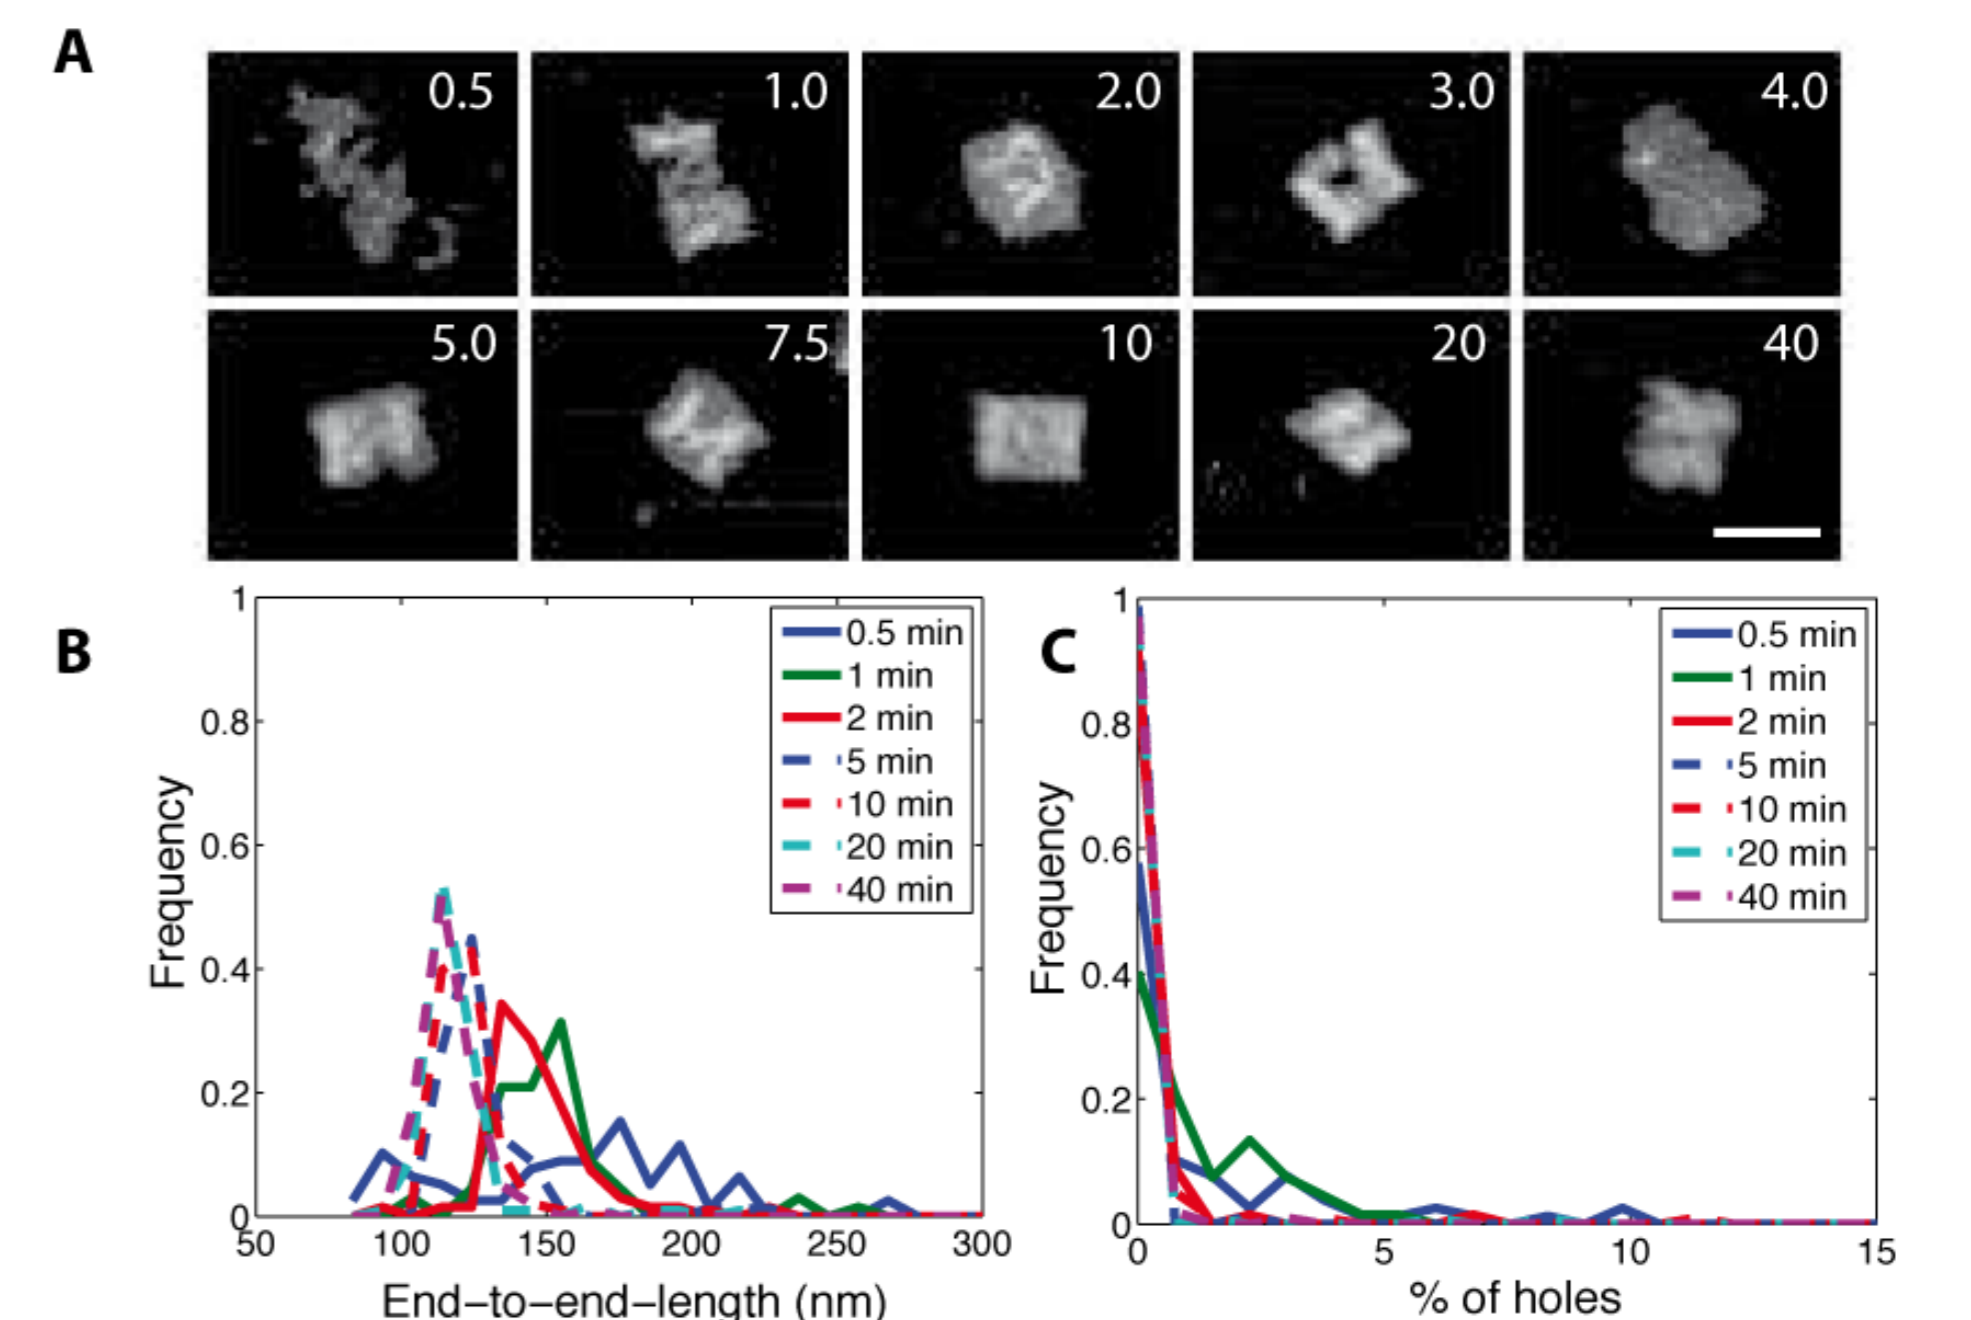 A
0.5
1.0
2.0
3.0
4.0
5.0
7.5
10
20
40
B
1
0.8
0.6
0.4
0.2
0
50
100
150
200
250
300
Frequency
End-to-end-length (nm)
0.5 min
1 min
2 min
5 min
10 min
20 min
40 min
C
1
0.8
0.6
0.4
0.2
0
0
5
10
15
Frequency
% of holes
0.5 min
1 min
2 min
5 min
10 min
20 min
40 min